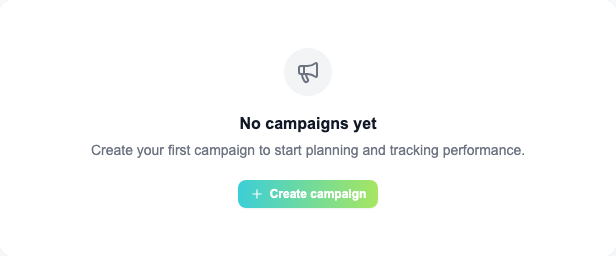 No campaigns yet
Create your first campaign to start planning and tracking performance.
Create campaign